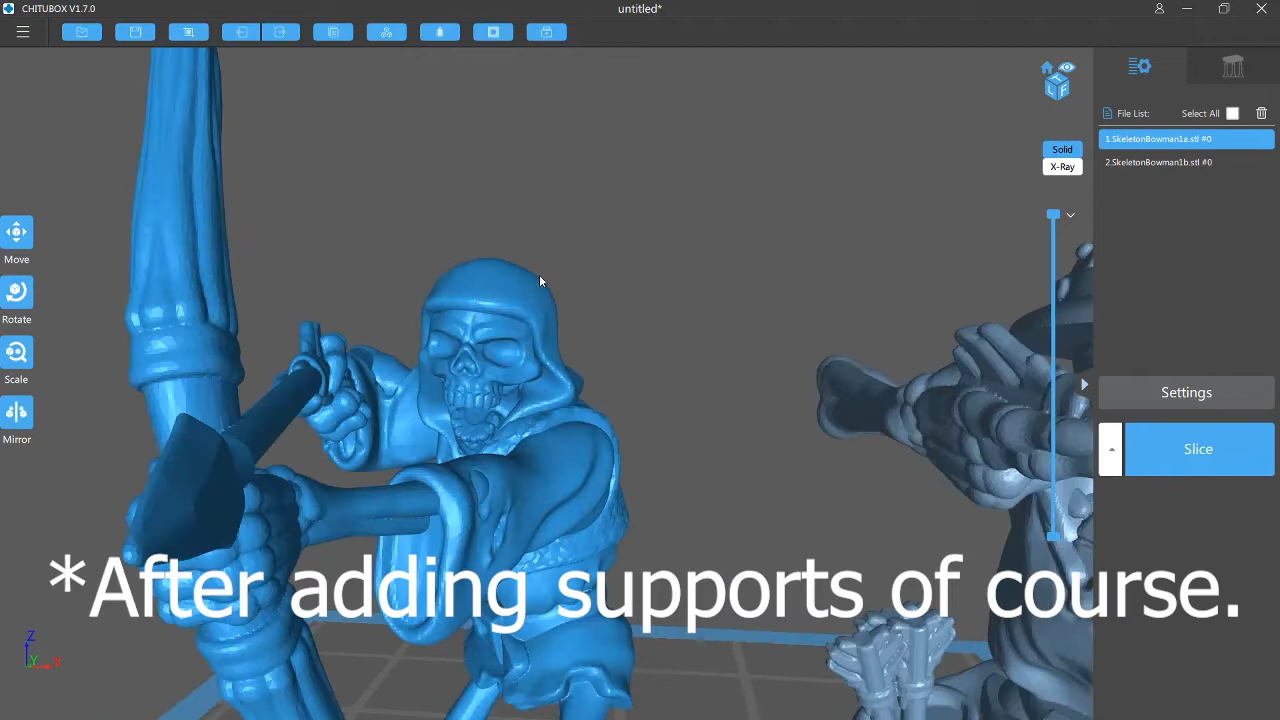 CHITUBOX V1.7.0
untitled*
File List:
Select All
Solid
1.SkeletonBowman1a.stl #0
X-Ray
2.SkeletonBowman1b.stl #0
Move
Rotate
Scale
Mirror
Settings
Slice
*After adding supports of course.
Z
Y X
T
L F